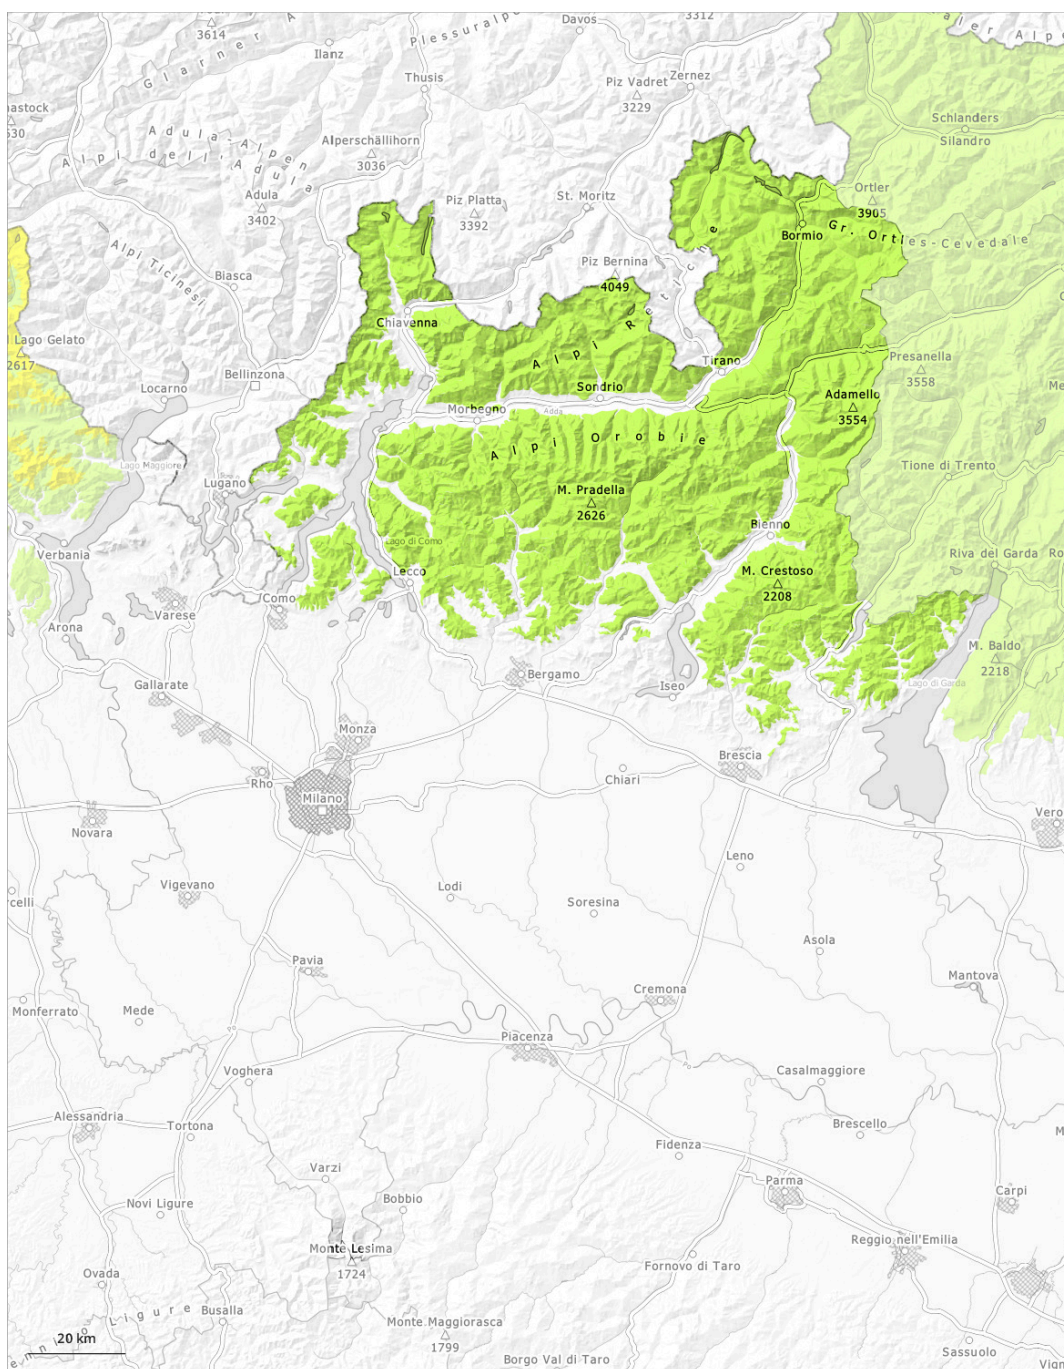 3614
Davos
3312
Plessuralpe
Glarner
Ilanz
Thusis
Piz Vadret
3229
Zernez
Schlanders
Silandro
Adula-Alpen
Alpi dell'Adula
Alperschällihorn
3036
Adula
3402
Piz Platta
3392
St. Moritz
Ortler
3905
Bormio
Gr. Ortles-Cevedale
Alpi Ticinesi
Biasca
Piz Bernina
4049
Chiavenna
Alpi Retiche
Lago Gelato
2617
Bellinzona
Locarno
Tirano
Presanella
3558
Sondrio
Morbegno
Adda
Adamello
3554
Alpi Orobie
Lago Maggiore
Lugano
Tione di Trento
M. Pradella
2626
Bienno
Verbania
Lago di Como
Riva del Garda
Ro
Lecco
M. Crestoso
2208
Varese
Como
Arona
M. Baldo
2218
Bergamo
Gallarate
Iseo
Lago di Garda
Monza
Brescia
Rho
Chiari
Milano
Novara
Vero
Leno
Vigevano
Lodi
rcelli
Soresina
Asola
Pavia
Mantova
Cremona
Monferrato
Mede
Po
Piacenza
Po
Voghera
Casalmaggiore
Alessandria
Tortona
Brescello
M
Fidenza
Varzi
Parma
Bobbio
Novi Ligure
Carpi
Monte Lesima
1724
Reggio nell'Emilia
Fornovo di Taro
Ovada
Ligure
Busalla
Monte Maggiorasca
1799
20 km
Sassuolo
Borgo Val di Taro